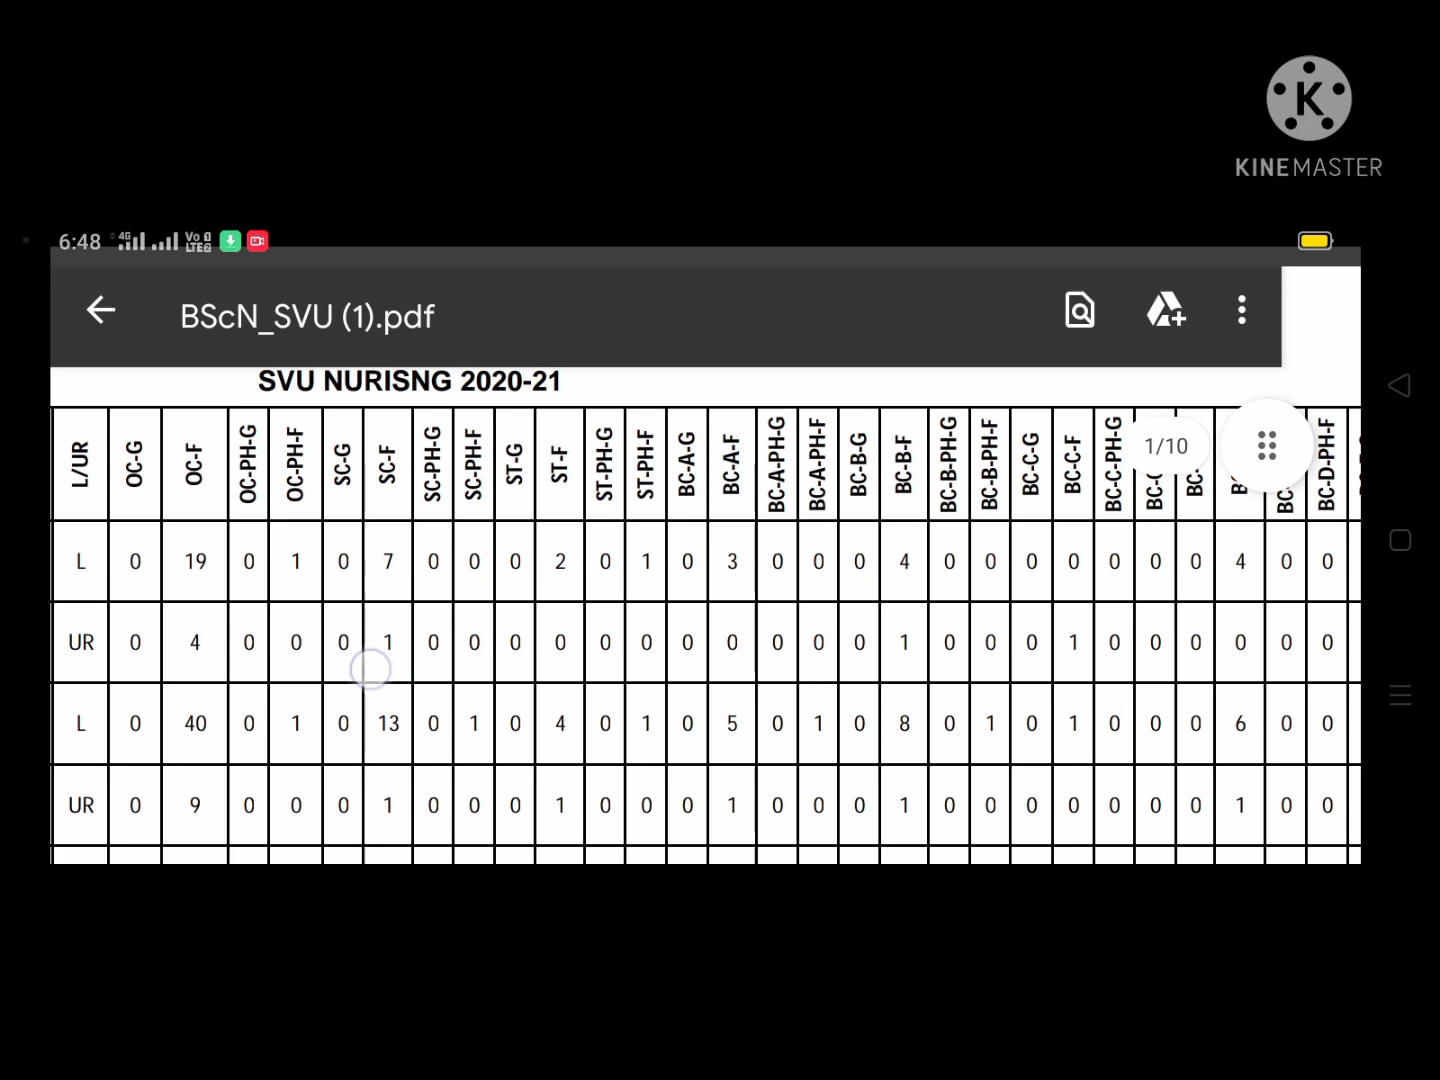 K
KINEMASTER
6:48 4G Vo 1 LTE2
BScN_SVU (1).pdf
SVU NURISNG 2020-21
L/UR OC-G OC-F OC-PH-G OC-PH-F SC-G SC-F SC-PH-G SC-PH-F ST-G ST-F ST-PH-G ST-PH-F BC-A-G BC-A-F BC-A-PH-G BC-A-PH-F BC-B-G BC-B-F BC-B-PH-G BC-B-PH-F BC-C-G BC-C-F BC-C-PH-G BC-D-PH-F
1/10
L 0 19 0 1 0 7 0 0 0 2 0 1 0 3 0 0 0 4 0 0 0 0 0 0 0 4 0 0
UR 0 4 0 0 0 1 0 0 0 0 0 0 0 0 0 0 0 1 0 0 0 1 0 0 0 0 0 0
L 0 40 0 1 0 13 0 1 0 4 0 1 0 5 0 1 0 8 0 1 0 1 0 0 0 6 0 0
UR 0 9 0 0 0 1 0 0 0 1 0 0 0 1 0 0 0 1 0 0 0 0 0 0 0 1 0 0